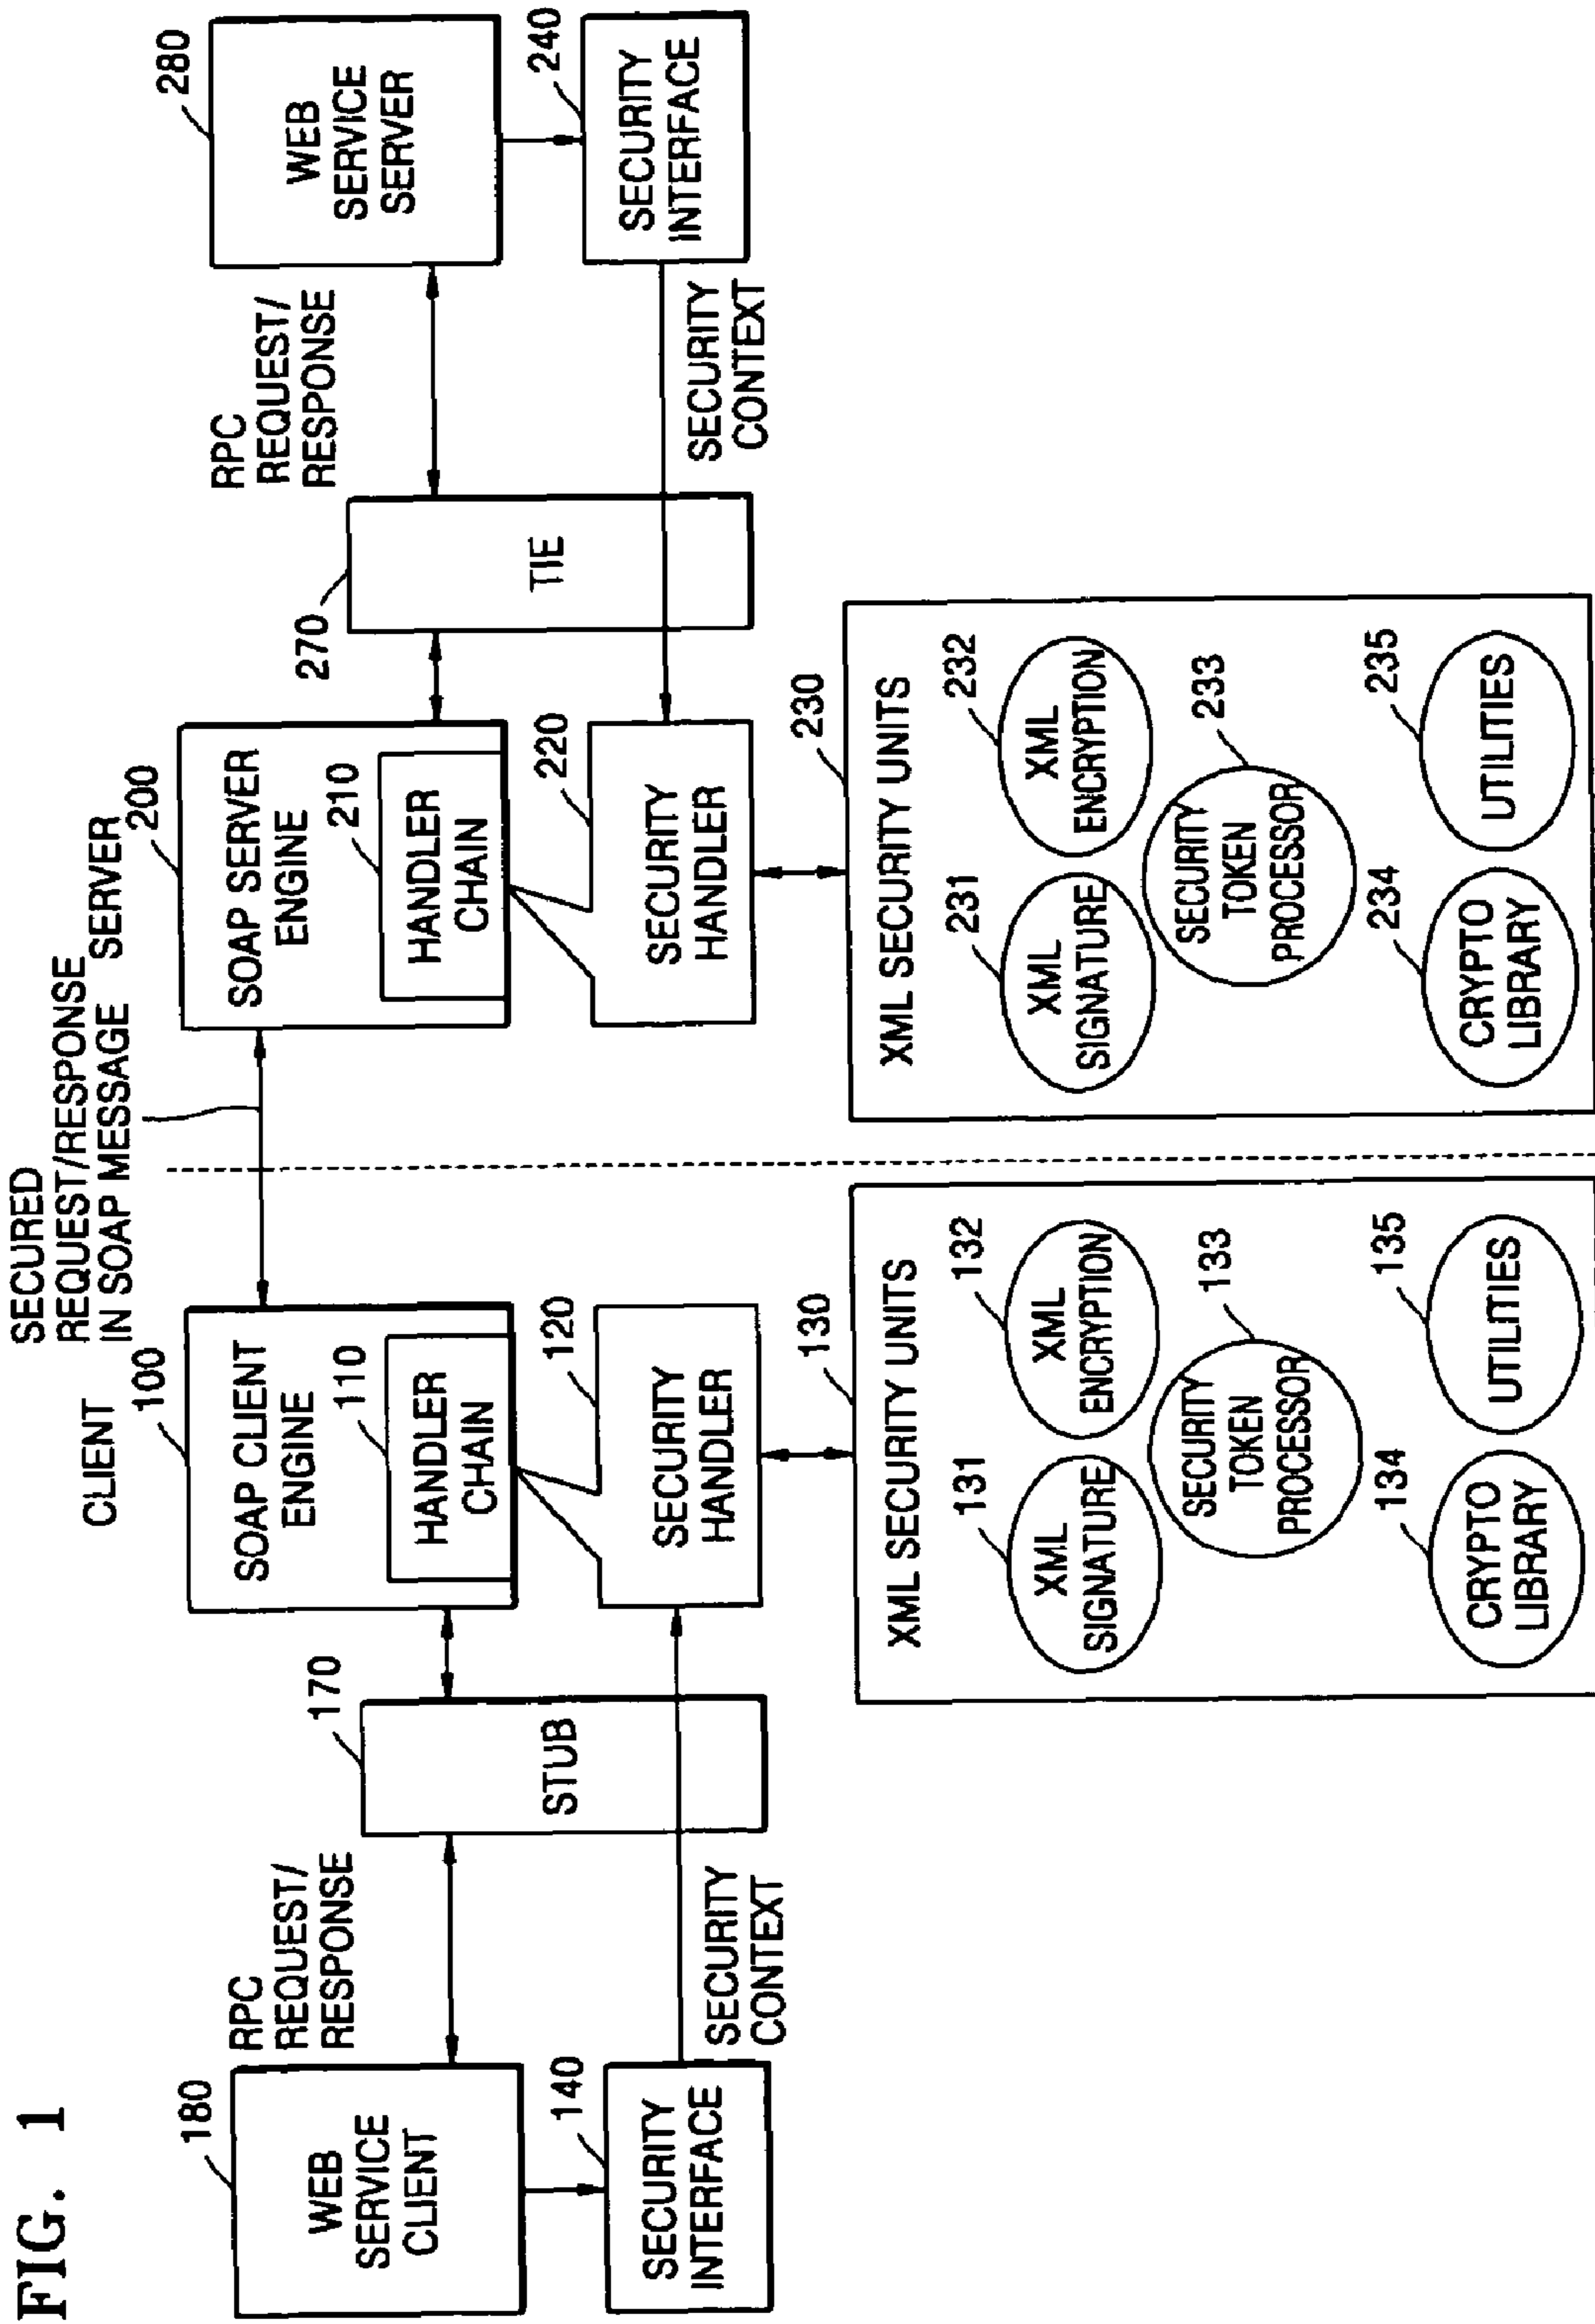 FIG. 1
CLIENT
SECURED
REQUEST/RESPONSE
IN SOAP MESSAGE
SERVER
180
WEB
SERVICE
CLIENT
RPC
REQUEST/
RESPONSE
140
SECURITY
INTERFACE
SECURITY
CONTEXT
170
STUB
100
SOAP CLIENT
ENGINE
110
HANDLER
CHAIN
120
SECURITY
HANDLER
130
XML SECURITY UNITS
131
XML
SIGNATURE
132
XML
ENCRYPTION
133
SECURITY
TOKEN
PROCESSOR
134
CRYPTO
LIBRARY
135
UTILITIES
200
SOAP SERVER
ENGINE
210
HANDLER
CHAIN
220
SECURITY
HANDLER
230
XML SECURITY UNITS
231
XML
SIGNATURE
232
XML
ENCRYPTION
233
SECURITY
TOKEN
PROCESSOR
234
CRYPTO
LIBRARY
235
UTILITIES
270
TIE
RPC
REQUEST/
RESPONSE
SECURITY
CONTEXT
280
WEB
SERVICE
SERVER
240
SECURITY
INTERFACE